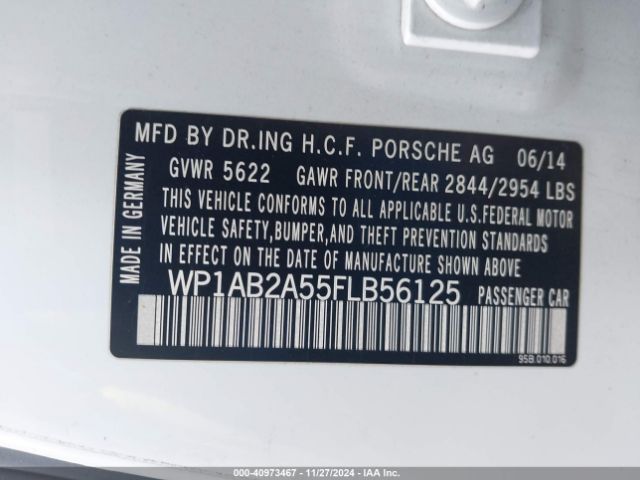 MFD BY DR.ING H.C.F. PORSCHE AG 06/14
GVWR 5622 GAWR FRONT/REAR 2844/2954 LBS
THIS VEHICLE CONFORMS TO ALL APPLICABLE U.S.FEDERAL MOTOR
VEHICLE SAFETY,BUMPER,AND THEFT PREVENTION STANDARDS
IN EFFECT ON THE DATE OF MANUFACTURE SHOWN ABOVE.
WP1AB2A55FLB56125 PASSENGER CAR
MADE IN GERMANY
95B.010.016
000-40973467 - 11/27/2024 - IAA Inc.